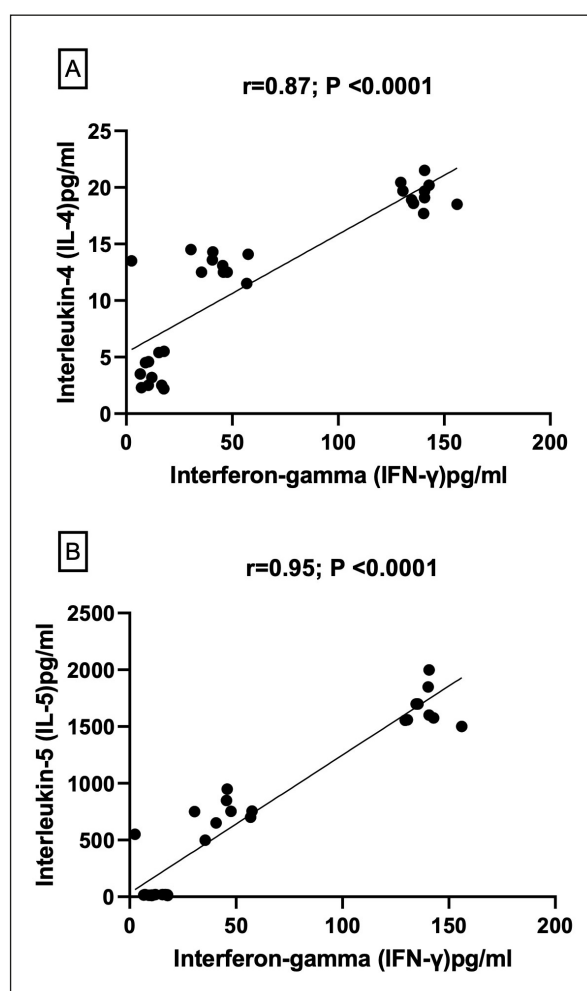 A
r=0.87; P <0.0001
Interleukin-4 (IL-4)pg/ml
25
20
15
10
5
0
0 50 100 150 200
Interferon-gamma (IFN-γ)pg/ml
B
r=0.95; P <0.0001
Interleukin-5 (IL-5)pg/ml
2500
2000
1500
1000
500
0
0 50 100 150 200
Interferon-gamma (IFN-γ)pg/ml